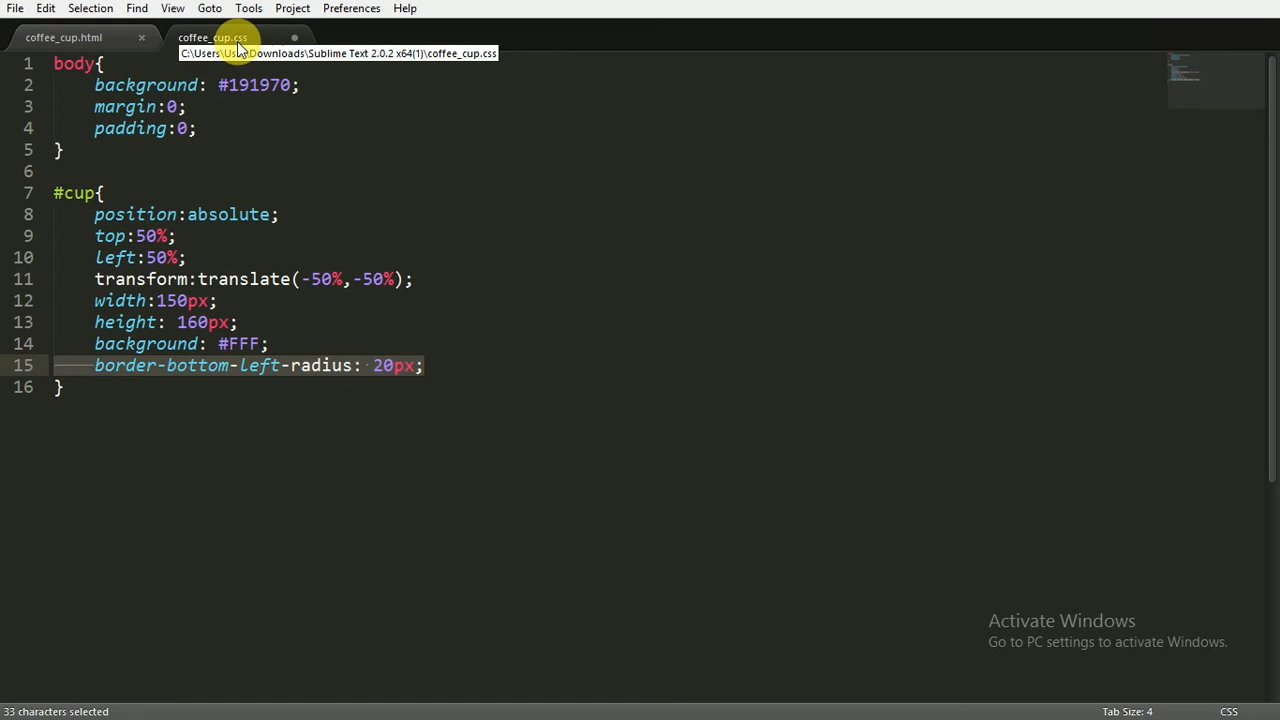 File Edit Selection Find View Goto Tools Project Preferences Help
coffee_cup.html × coffee_cup.css
C:\Users\User\Downloads\Sublime Text 2.0.2 x64(1)\coffee_cup.css
1 body{
2 background: #191970;
3 margin:0;
4 padding:0;
5 }
6
7 #cup{
8 position:absolute;
9 top:50%;
10 left:50%;
11 transform:translate(-50%,-50%);
12 width:150px;
13 height: 160px;
14 background: #FFF;
15 border-bottom-left-radius: 20px;
16 }
Activate Windows
Go to PC settings to activate Windows.
33 characters selected Tab Size: 4 CSS